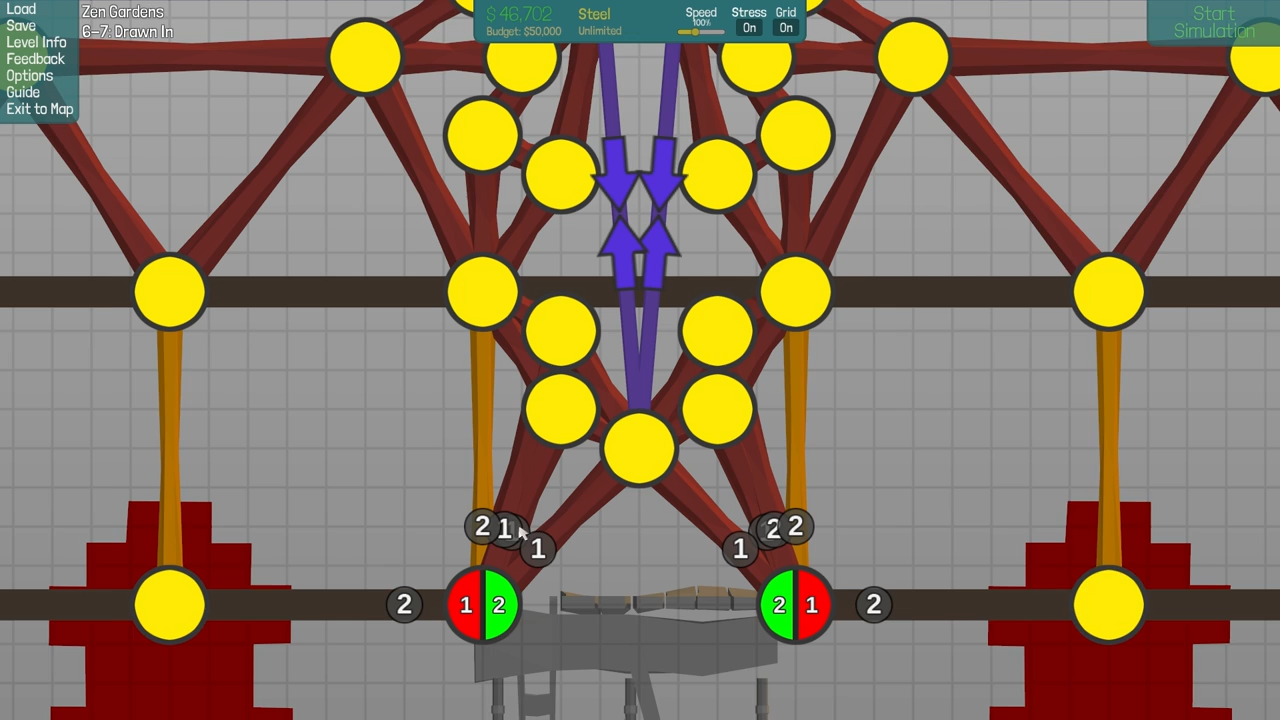 Load
Save
Level Info
Feedback
Options
Guide
Exit to Map
Zen Gardens
6-7: Drawn In
$ 46,702
Budget: $50,000
Steel
Unlimited
Speed
100%
Stress
On
Grid
On
Start
Simulation
2 1 1
1 2 2
2
1 2
2 1
2